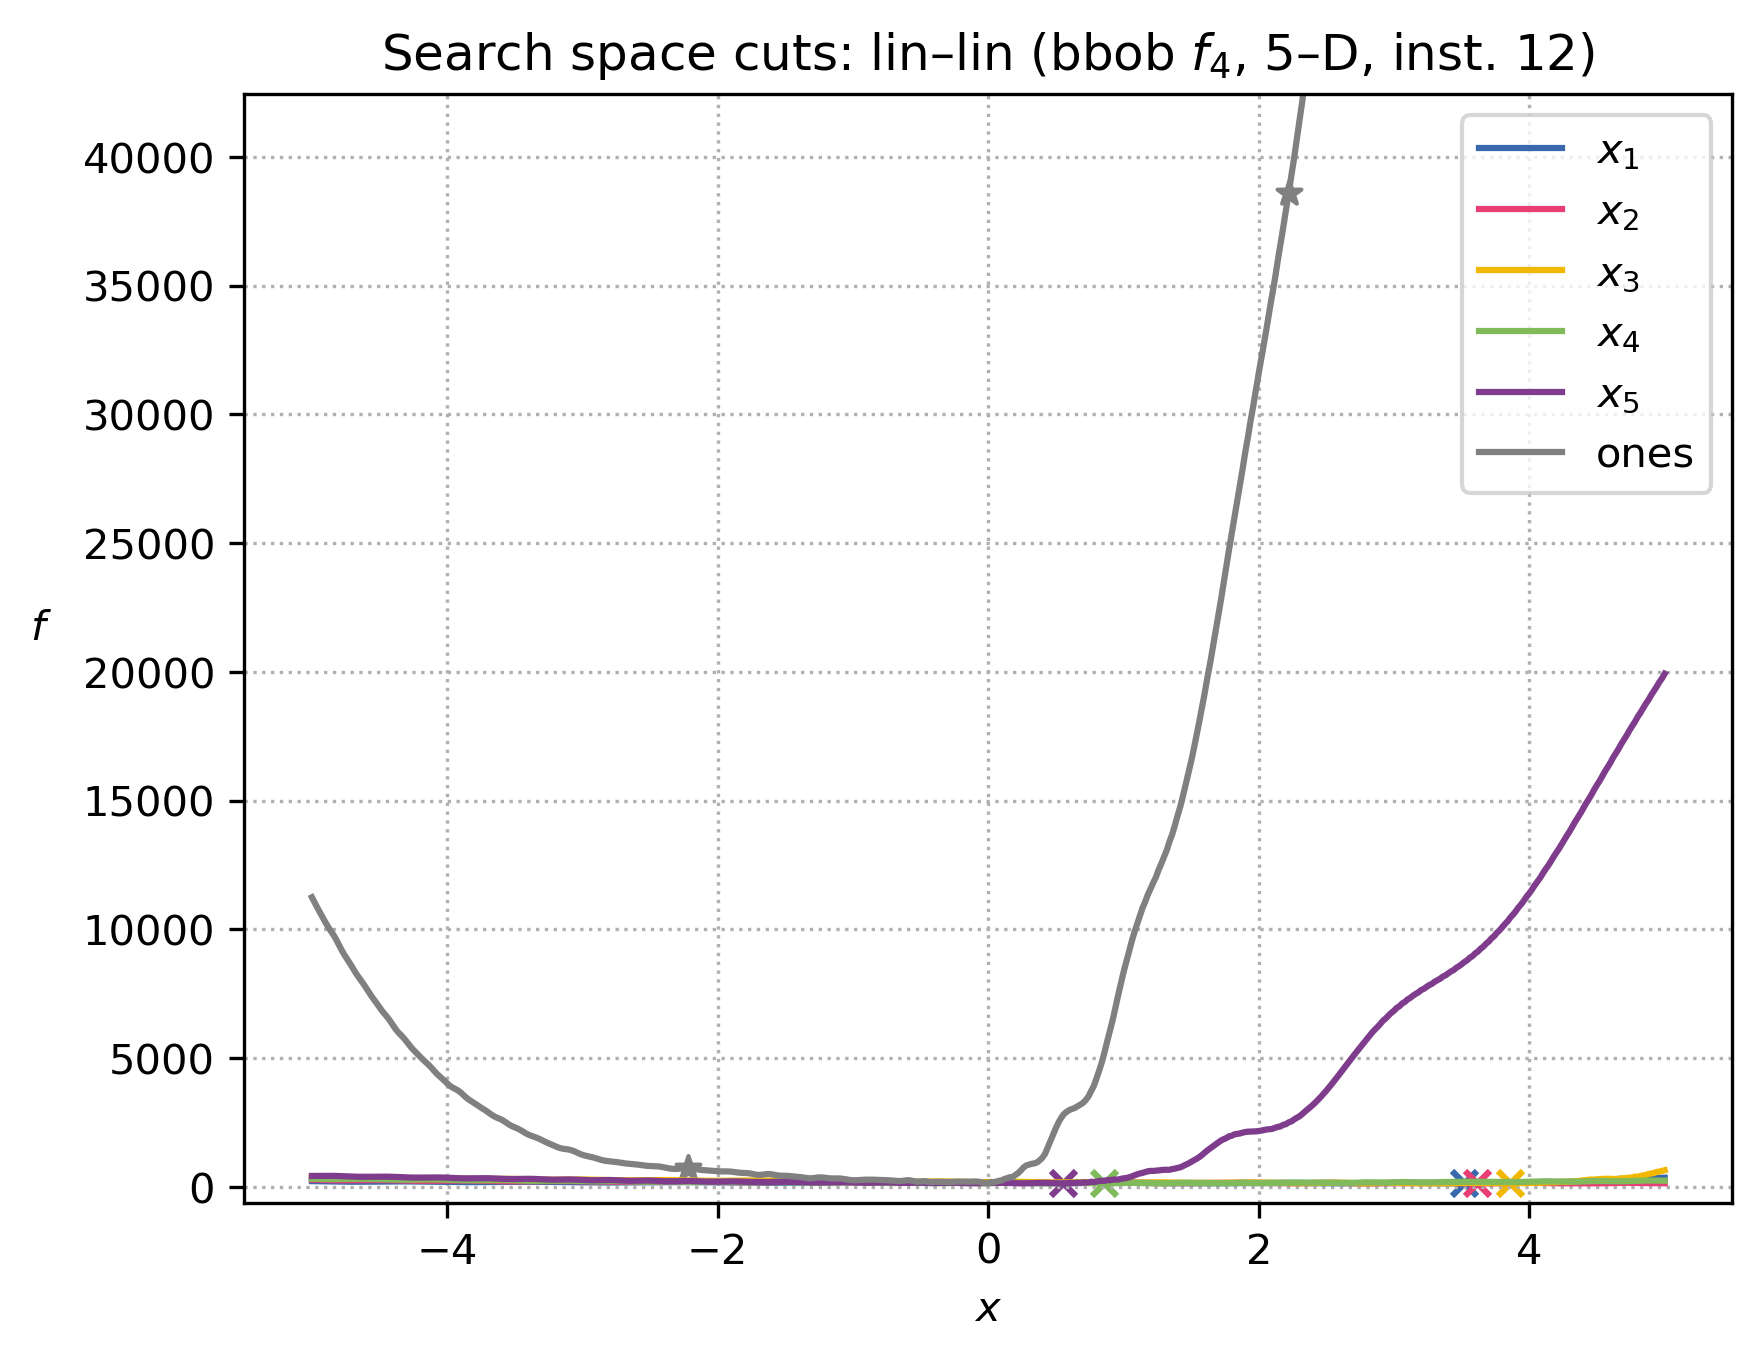 Search space cuts: lin–lin (bbob f₄, 5–D, inst. 12)
40000
35000
30000
25000
20000
15000
10000
5000
0
f
−4
−2
0
2
4
x
x₁
x₂
x₃
x₄
x₅
ones